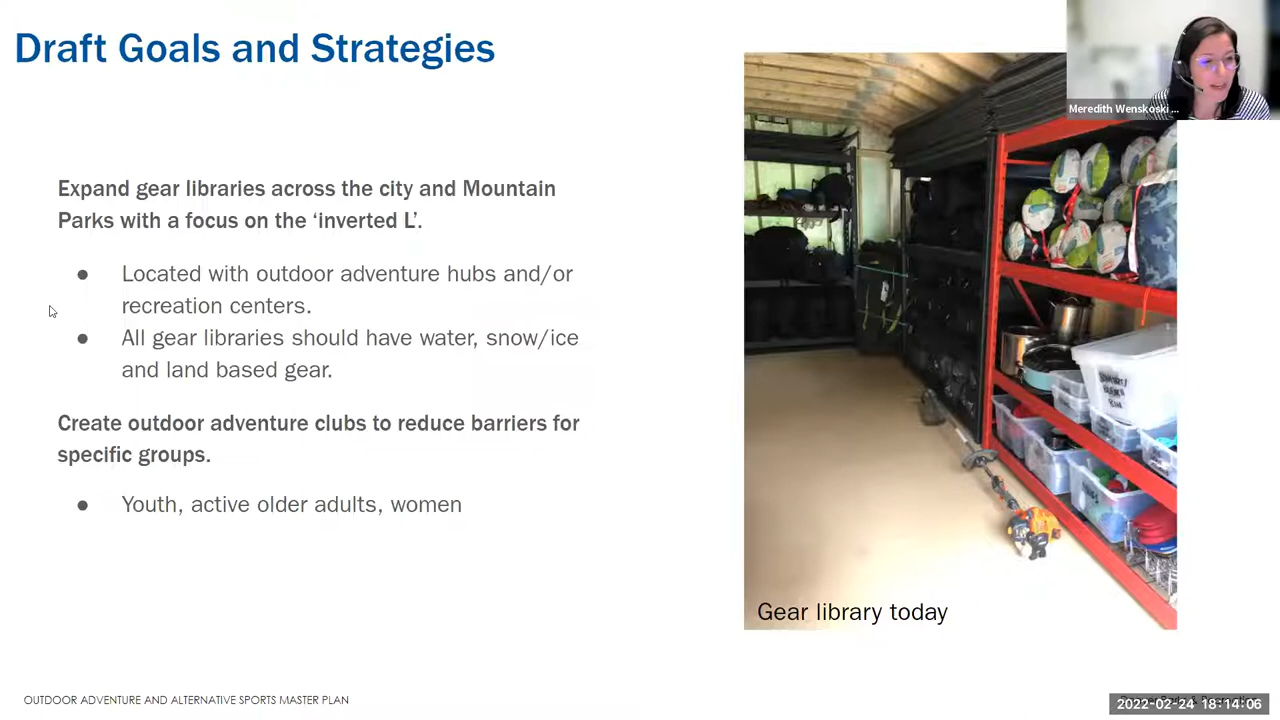 Draft Goals and Strategies
Meredith Wenskoski ...
Expand gear libraries across the city and Mountain
Parks with a focus on the ‘inverted L’.
● Located with outdoor adventure hubs and/or
recreation centers.
● All gear libraries should have water, snow/ice
and land based gear.
Create outdoor adventure clubs to reduce barriers for
specific groups.
● Youth, active older adults, women
Gear library today
OUTDOOR ADVENTURE AND ALTERNATIVE SPORTS MASTER PLAN
2022-02-24 18:14:06